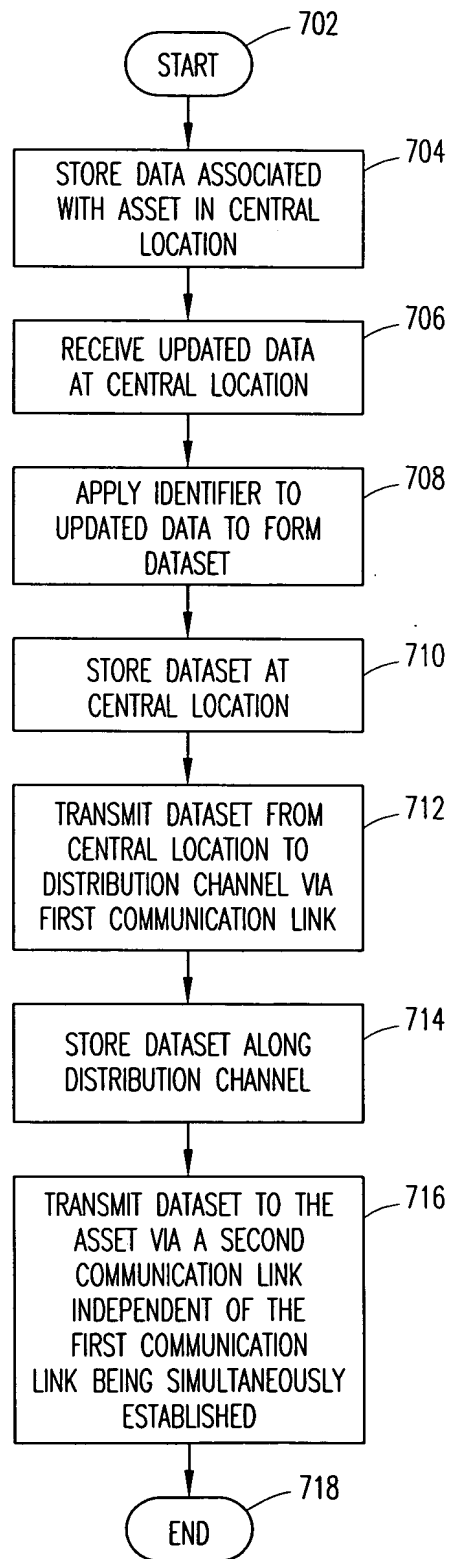 702
START
704
STORE DATA ASSOCIATED
WITH ASSET IN CENTRAL
LOCATION
706
RECEIVE UPDATED DATA
AT CENTRAL LOCATION
708
APPLY IDENTIFIER TO
UPDATED DATA TO FORM
DATASET
710
STORE DATASET AT
CENTRAL LOCATION
712
TRANSMIT DATASET FROM
CENTRAL LOCATION TO
DISTRIBUTION CHANNEL VIA
FIRST COMMUNICATION LINK
714
STORE DATASET ALONG
DISTRIBUTION CHANNEL
716
TRANSMIT DATASET TO THE
ASSET VIA A SECOND
COMMUNICATION LINK
INDEPENDENT OF THE
FIRST COMMUNICATION
LINK BEING SIMULTANEOUSLY
ESTABLISHED
718
END